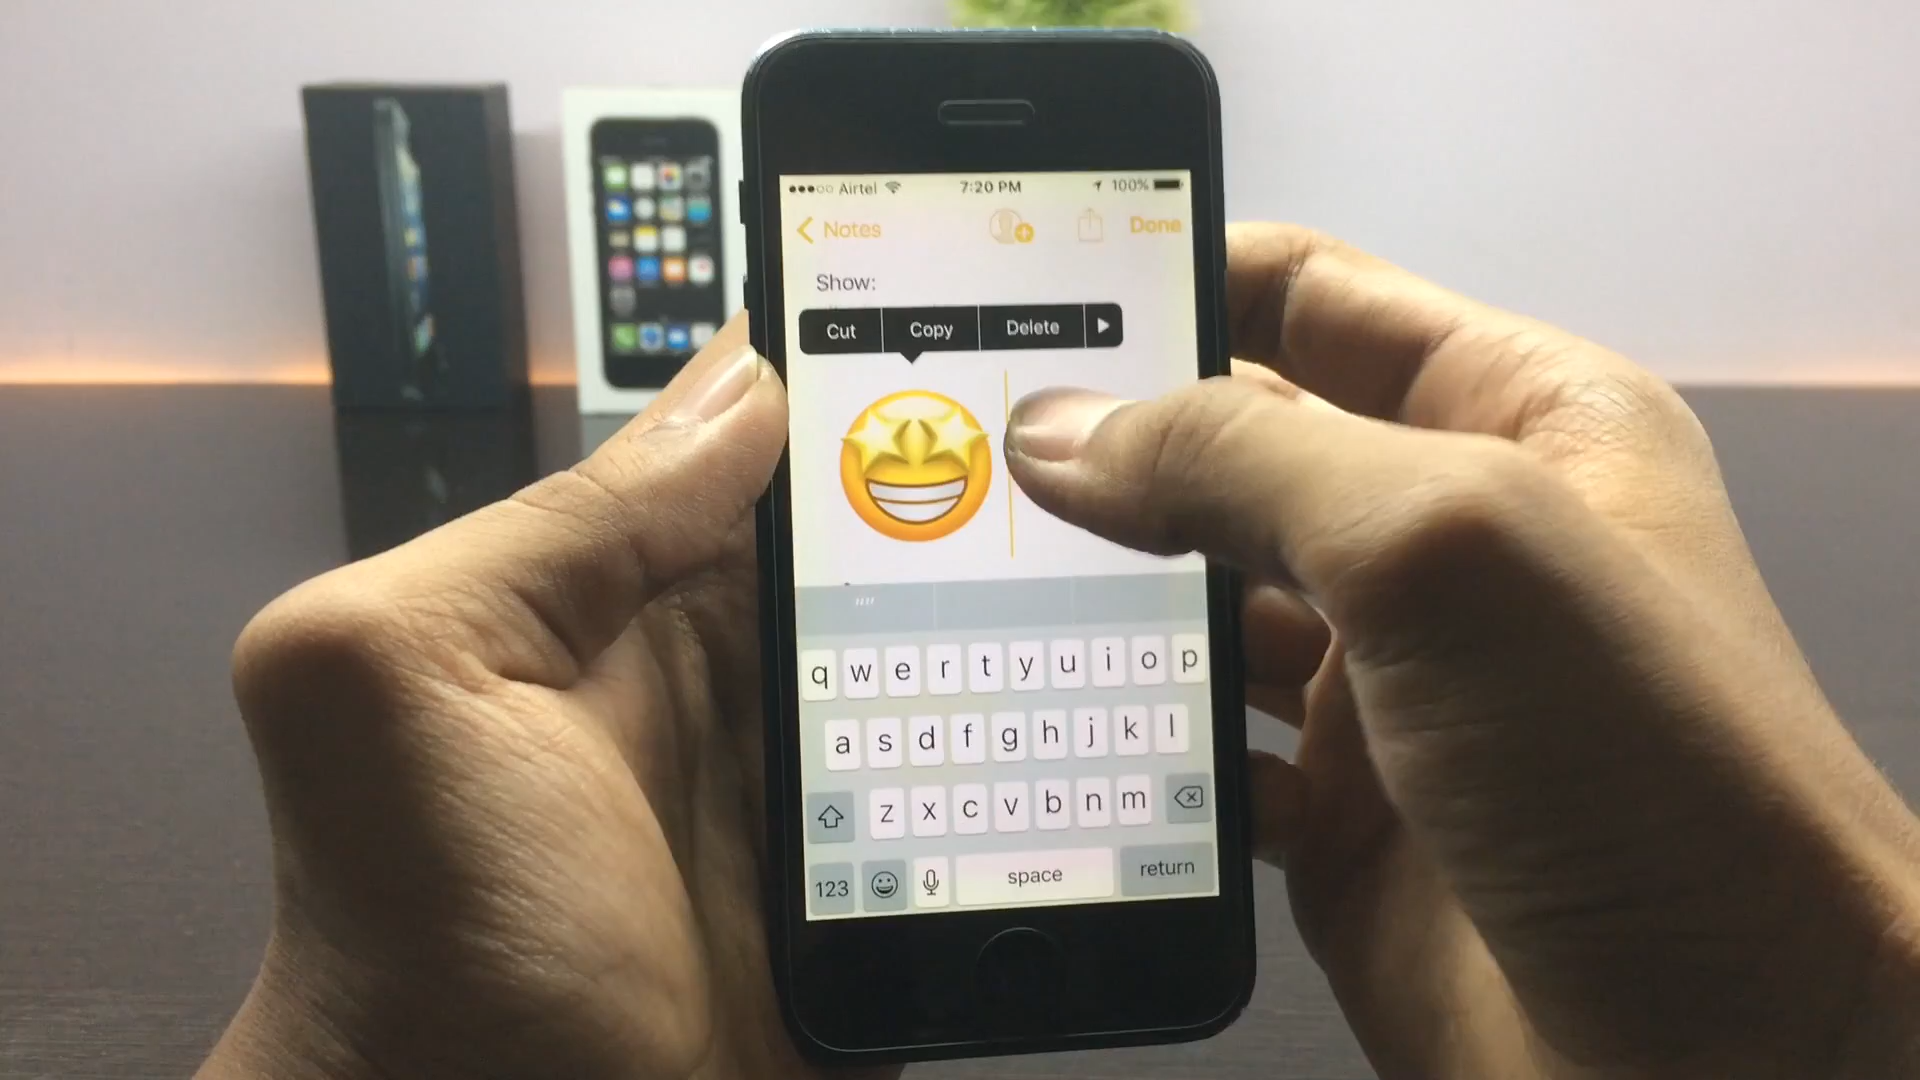 Airtel 7:20 PM 100%
Notes Done
Show:
Cut Copy Delete
q w e r t y u i o p
a s d f g h j k l
z x c v b n m
123 space return